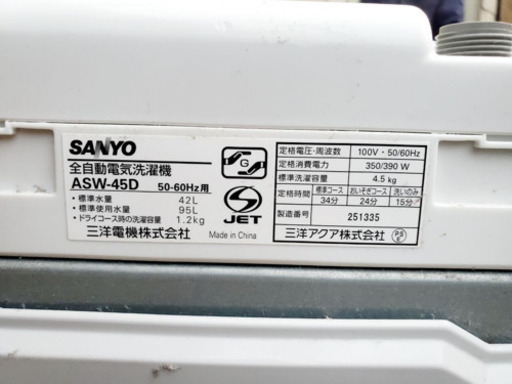 SANYO
全自動電気洗濯機
ASW-45D 50-60Hz用
・標準水量 42L
・標準使用水量 95L
・ドライコース時の洗濯容量 1.2kg
三洋電機株式会社
G
JET
Made in China
定格電圧・周波数 100V・50/60Hz
定格消費電力 350/390 W
標準洗濯容量 4.5 kg
定格時間 標準コース おいそぎコース 洗いのみ
34分 24分 15分
製造番号 251335
三洋アクア株式会社 PSE